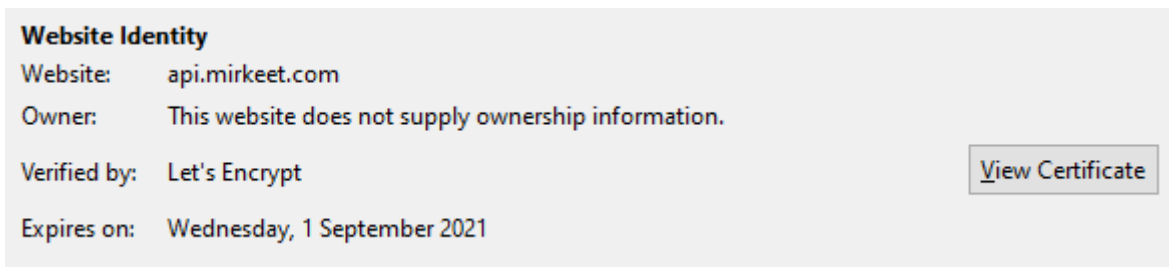 Website Identity
Website: api.mirkeet.com
Owner: This website does not supply ownership information.
Verified by: Let's Encrypt
View Certificate
Expires on: Wednesday, 1 September 2021